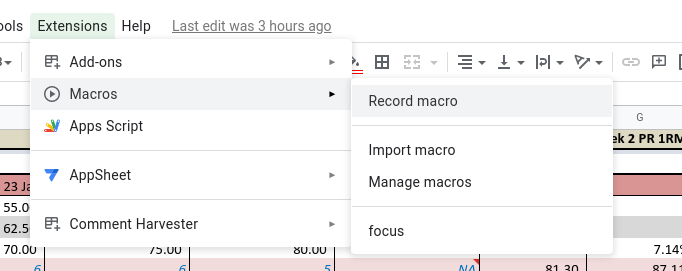 ools Extensions Help Last edit was 3 hours ago
Add-ons
Macros
Record macro
Apps Script
Import macro
AppSheet
Manage macros
Comment Harvester
focus
G
ek 2 PR 1RM
23 Ja
55.0
62.5
70.00 75.00 80.00 7.14%
6 6 5 NA 81.30 87.11